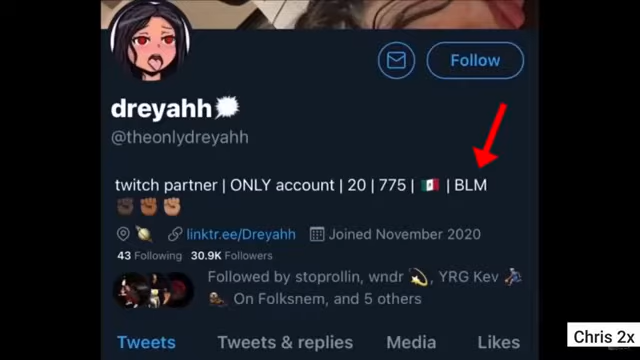 Follow
dreyahh
@theonlydreyahh
twitch partner | ONLY account | 20 | 775 | 🇲🇽 | BLM
✊🏿 ✊🏾 ✊🏼
🪐 linktr.ee/Dreyahh Joined November 2020
43 Following 30.9K Followers
Followed by stoprollin, wndr 💫, YRG Kev
On Folksnem, and 5 others
Tweets Tweets & replies Media Likes
Chris 2x